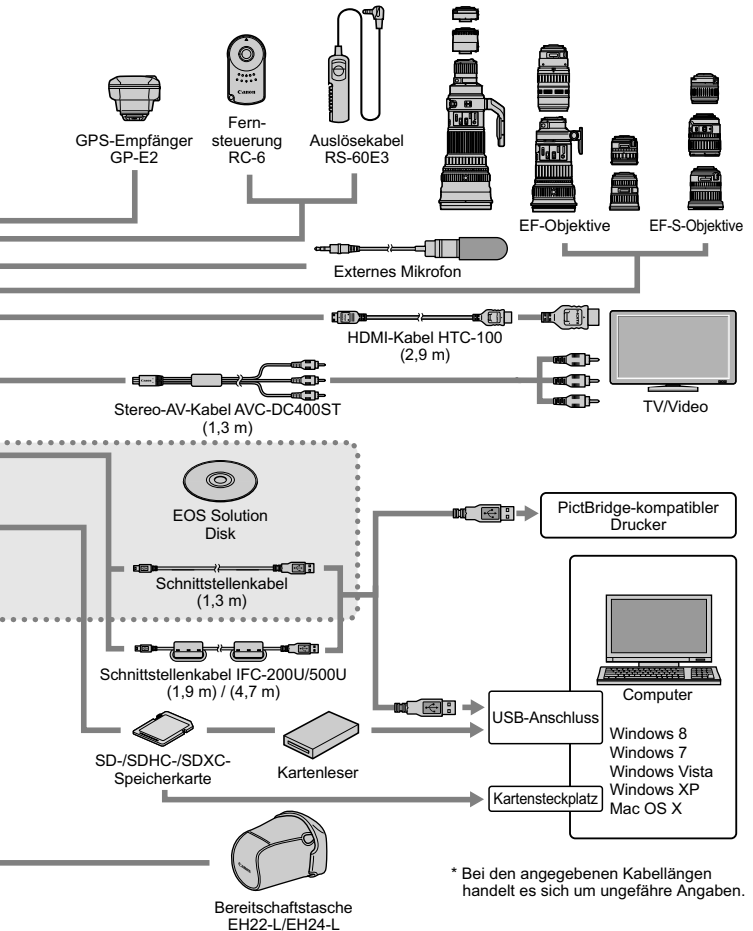 GPS-Empfänger
GP-E2
Fern-
steuerung
RC-6
Canon
Auslösekabel
RS-60E3
EF-Objektive
EF-S-Objektive
Externes Mikrofon
HDMI-Kabel HTC-100
(2,9 m)
Stereo-AV-Kabel AVC-DC400ST
(1,3 m)
TV/Video
EOS Solution
Disk
PictBridge-kompatibler
Drucker
Schnittstellenkabel
(1,3 m)
Schnittstellenkabel IFC-200U/500U
(1,9 m) / (4,7 m)
Computer
USB-Anschluss
Windows 8
Windows 7
Windows Vista
Windows XP
Mac OS X
SD-/SDHC-/SDXC-
Speicherkarte
Kartenleser
Kartensteckplatz
Bereitschaftstasche
EH22-L/EH24-L
* Bei den angegebenen Kabellängen
handelt es sich um ungefähre Angaben.